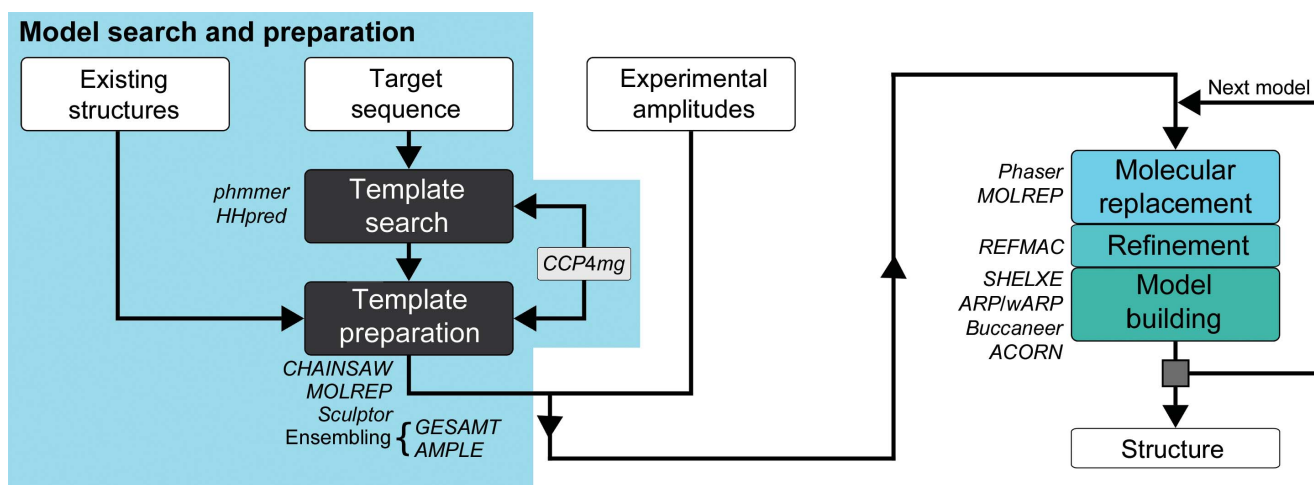 Model search and preparation
Existing
structures
Target
sequence
Experimental
amplitudes
phmmer
HHpred
Template
search
CCP4mg
Template
preparation
CHAINSAW
MOLREP
Sculptor
Ensembling { GESAMT
AMPLE
Next model
Phaser
MOLREP
Molecular
replacement
REFMAC
Refinement
SHELXE
ARP/wARP
Buccaneer
ACORN
Model
building
Structure